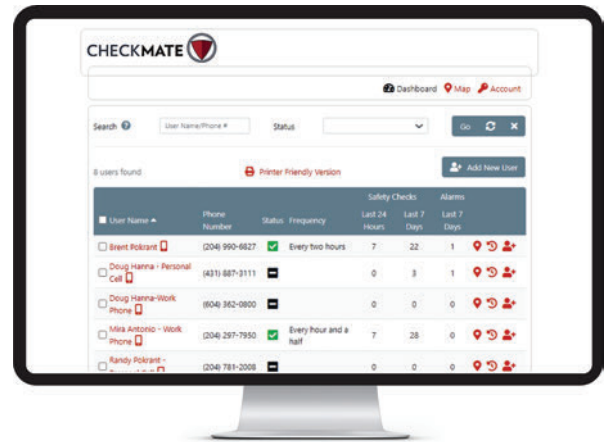 CHECKMATE
Dashboard Map Account
Search ? User Name/Phone # Status Go
8 users found Printer Friendly Version Add New User
Safety Checks Alarms
User Name Phone Number Status Frequency Last 24 Hours Last 7 Days Last 7 Days
Brent Pokrant (204) 990-6827 Every two hours 7 22 1
Doug Hanna - Personal Cell (431) 887-3111 0 3 1
Doug Hanna-Work Phone (604) 362-0800 0 0 0
Mira Antonio - Work Phone (204) 297-7950 Every hour and a half 7 28 0
Randy Pokrant - (204) 781-2008 0 0 0